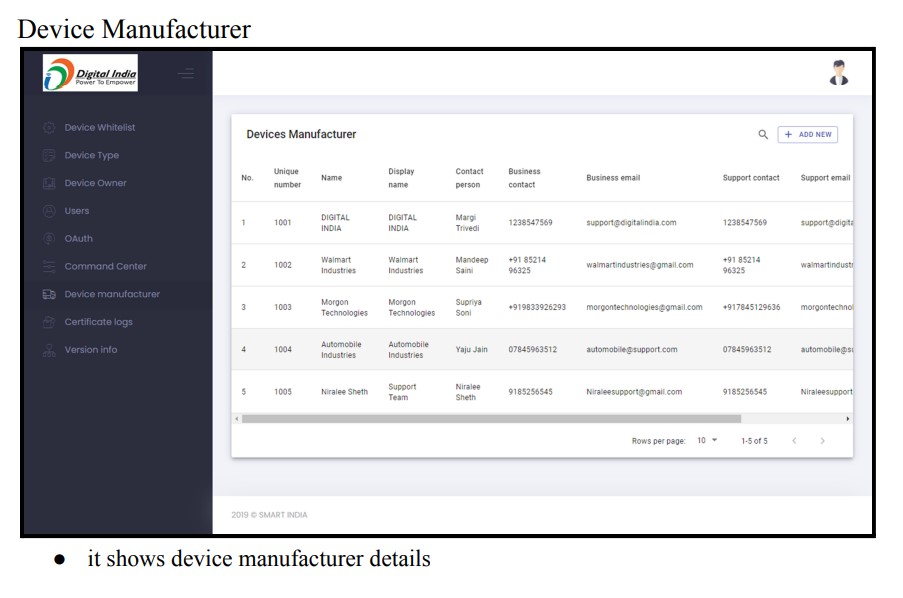 Device Manufacturer
Digital India
Power To Empower
Device Whitelist
Device Type
Device Owner
Users
OAuth
Command Center
Device manufacturer
Certificate logs
Version info
Devices Manufacturer
+ ADD NEW
No. Unique number Name Display name Contact person Business contact Business email Support contact Support email
1 1001 DIGITAL INDIA DIGITAL INDIA Margi Trivedi 1238547569 support@digitalindia.com 1238547569 support@digita
2 1002 Walmart Industries Walmart Industries Mandeep Saini +91 85214 96325 walmartindustries@gmail.com +91 85214 96325 walmartindustr
3 1003 Morgon Technologies Morgon Technologies Supriya Soni +919833926293 morgontechnologies@gmail.com +917845129636 morgontechnol
4 1004 Automobile Industries Automobile Industries Yaju Jain 07845963512 automobile@support.com 07845963512 automobile@su
5 1005 Niralee Sheth Support Team Niralee Sheth 9185256545 Niraleesupport@gmail.com 9185256545 Niraleesupport
Rows per page: 10 1-5 of 5
2019 © SMART INDIA
● it shows device manufacturer details